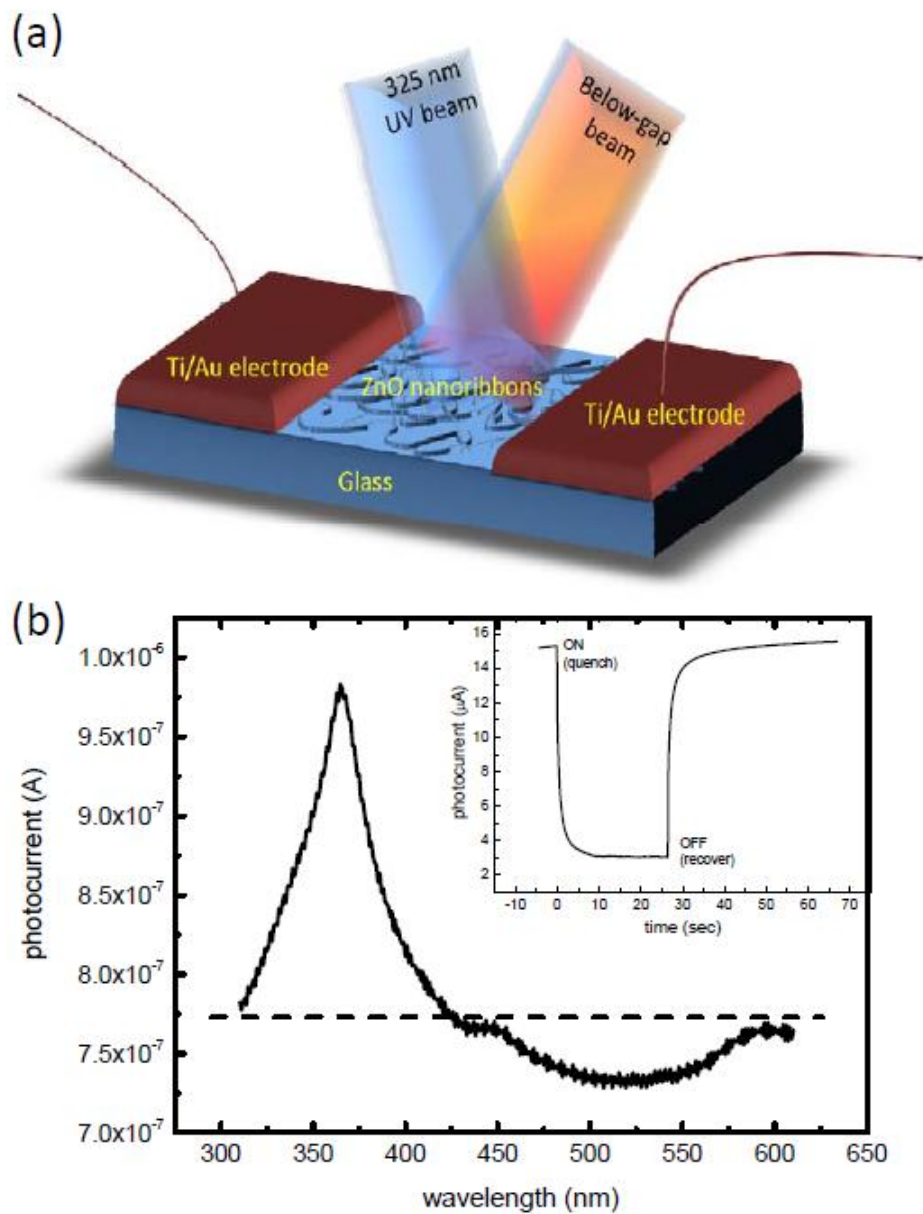 (a)
325 nm
UV beam
Below-gap
beam
Ti/Au electrode
ZnO nanoribbons
Ti/Au electrode
Glass
(b)
1.0x10⁻⁶
9.5x10⁻⁷
9.0x10⁻⁷
8.5x10⁻⁷
8.0x10⁻⁷
7.5x10⁻⁷
7.0x10⁻⁷
photocurrent (A)
300 350 400 450 500 550 600 650
wavelength (nm)
16
14
12
10
8
6
4
2
photocurrent (µA)
ON
(quench)
OFF
(recover)
-10 0 10 20 30 40 50 60 70
time (sec)